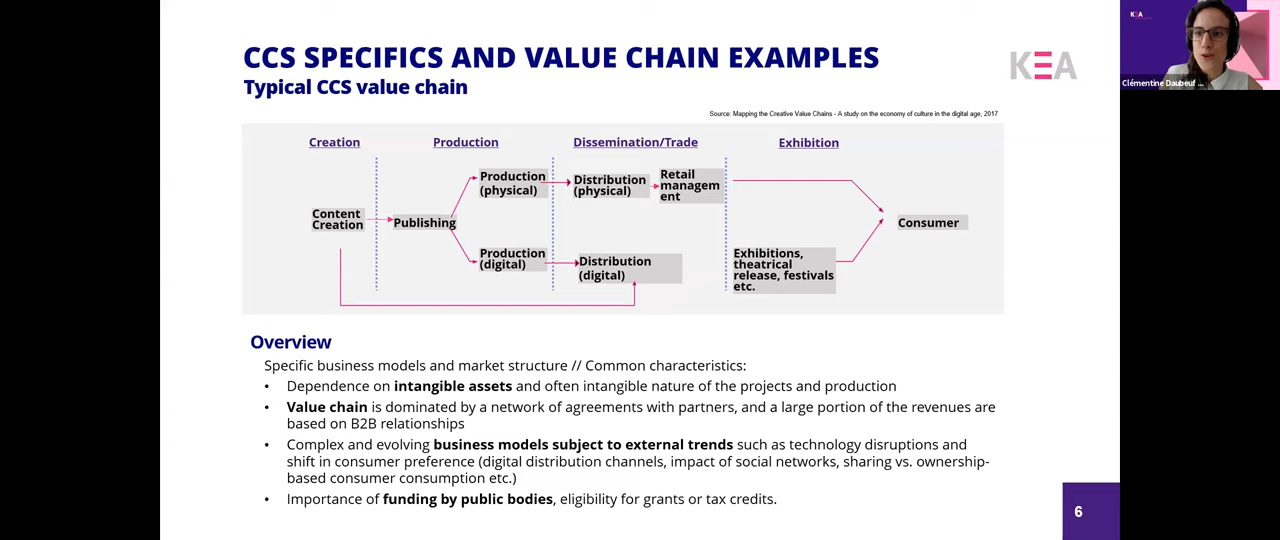 CCS SPECIFICS AND VALUE CHAIN EXAMPLES
Typical CCS value chain
KEA
KEA
Clémentine Daubeuf ...
Source: Mapping the Creative Value Chains - A study on the economy of culture in the digital age, 2017
Creation
Production
Dissemination/Trade
Exhibition
Content
Creation
Publishing
Production
(physical)
Distribution
(physical)
Retail
managem
ent
Production
(digital)
Distribution
(digital)
Exhibitions,
theatrical
release, festivals
etc.
Consumer
Overview
Specific business models and market structure // Common characteristics:
• Dependence on intangible assets and often intangible nature of the projects and production
• Value chain is dominated by a network of agreements with partners, and a large portion of the revenues are
based on B2B relationships
• Complex and evolving business models subject to external trends such as technology disruptions and
shift in consumer preference (digital distribution channels, impact of social networks, sharing vs. ownership-
based consumer consumption etc.)
• Importance of funding by public bodies, eligibility for grants or tax credits.
6